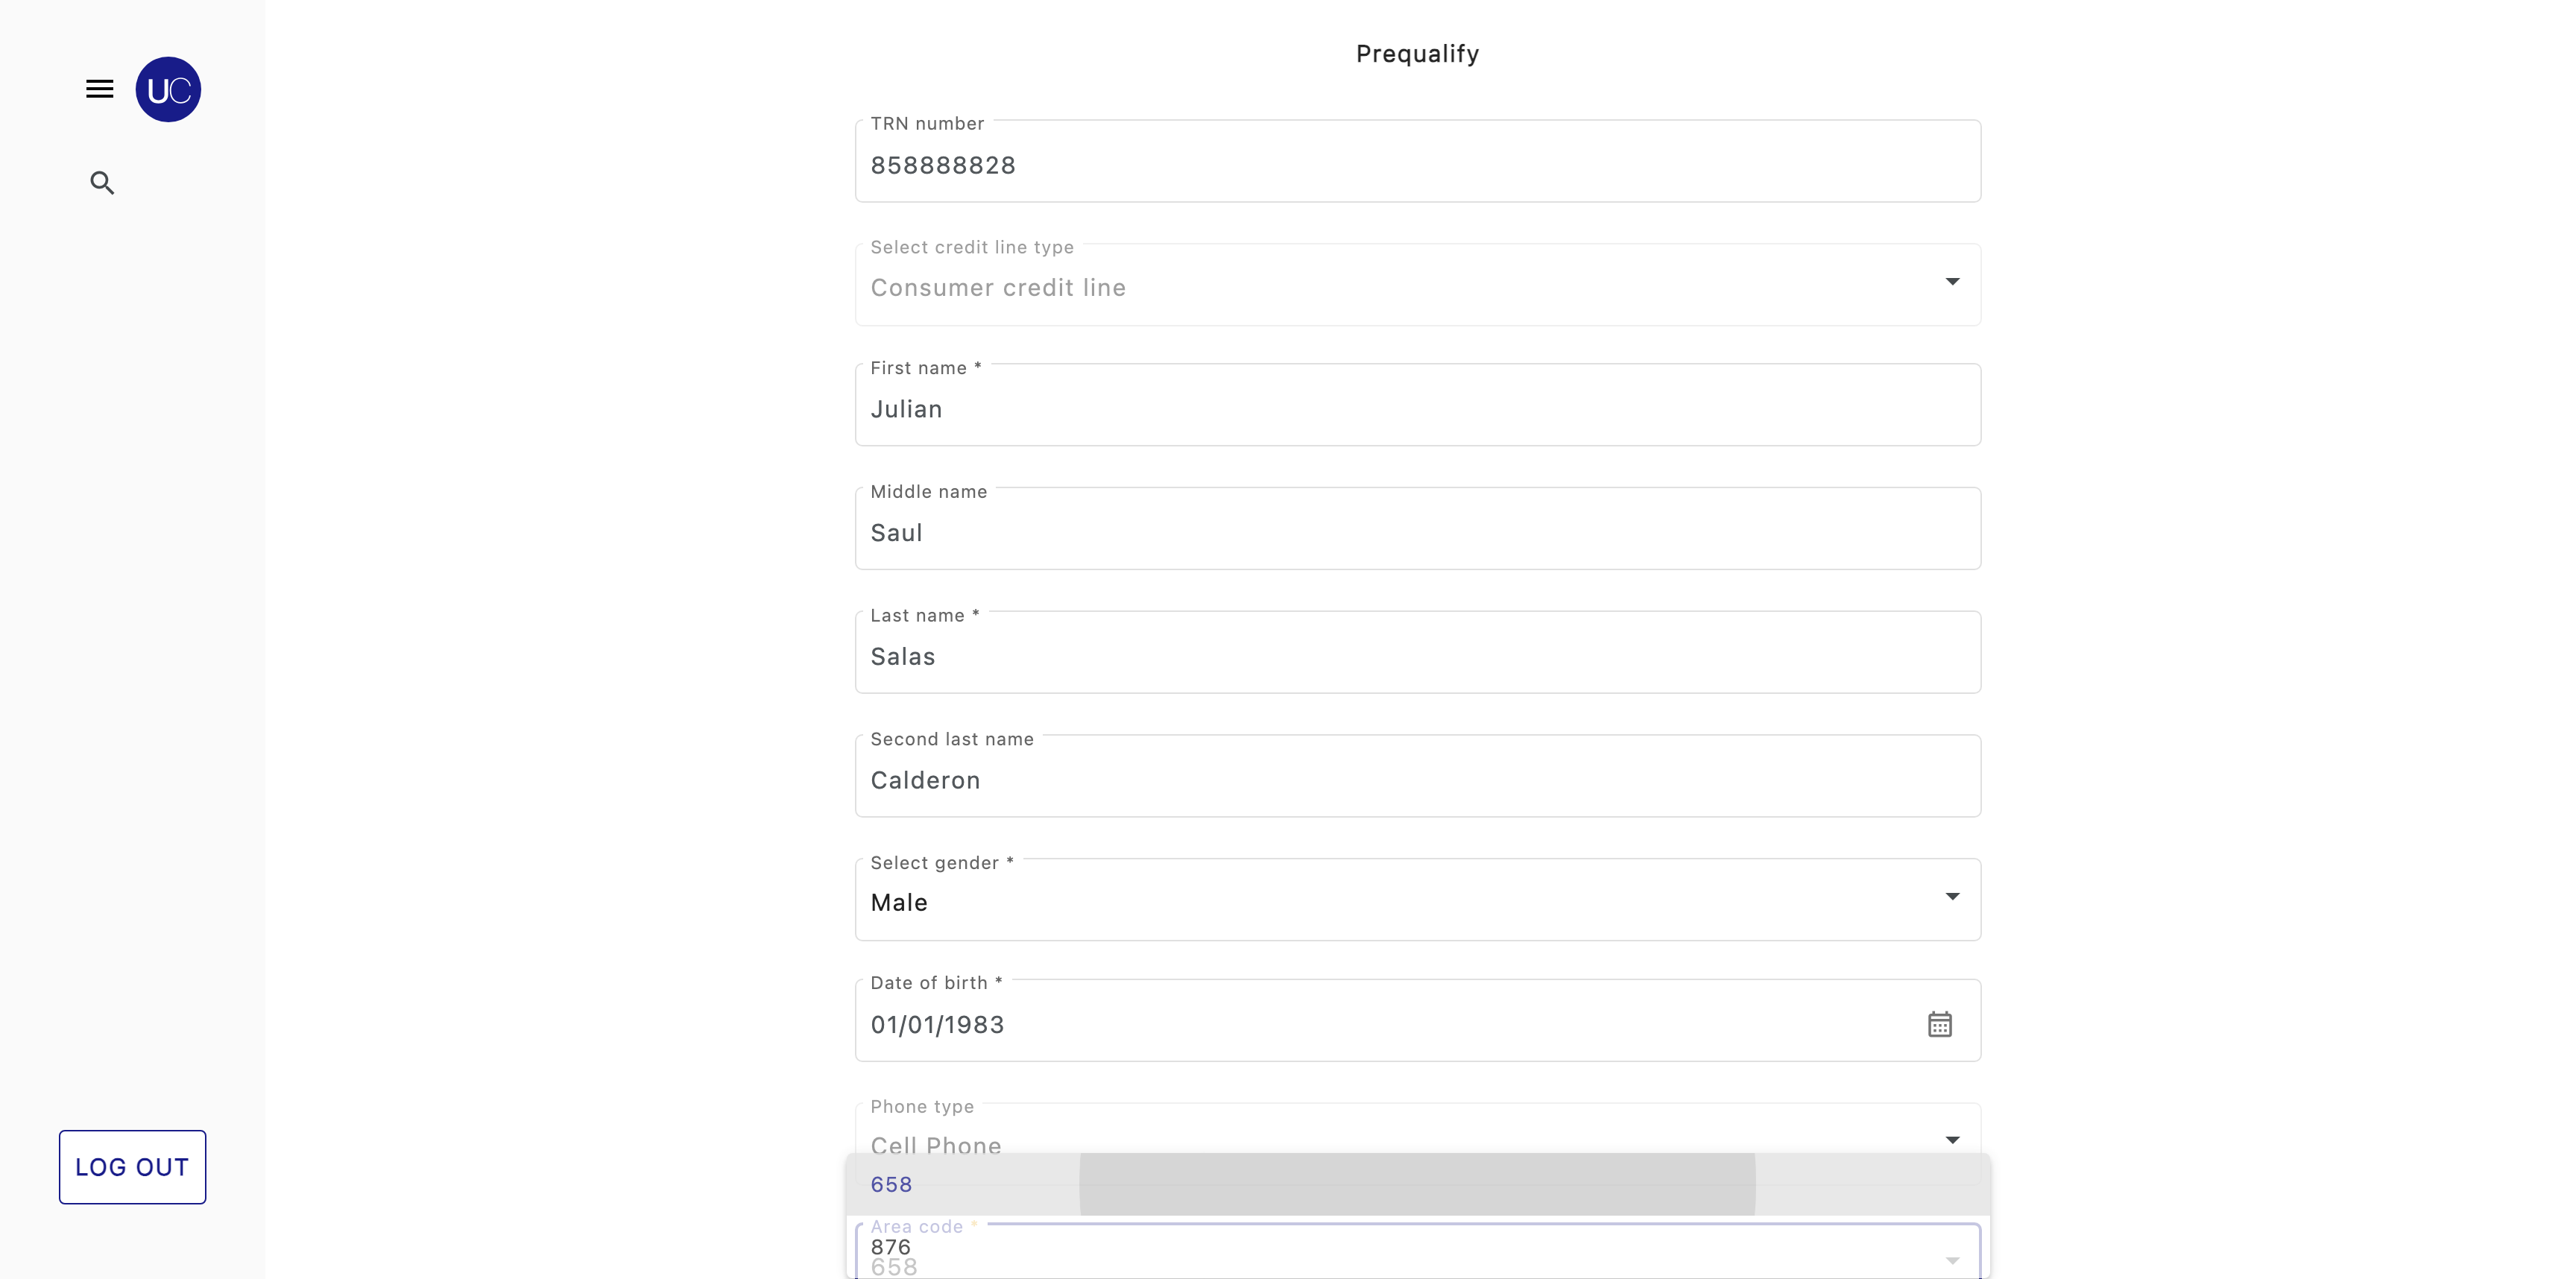 Prequalify
UC
TRN number
858888828
Select credit line type
Consumer credit line
First name *
Julian
Middle name
Saul
Last name *
Salas
Second last name
Calderon
Select gender *
Male
Date of birth *
01/01/1983
Phone type
Cell Phone
658
Area code *
876
658
LOG OUT